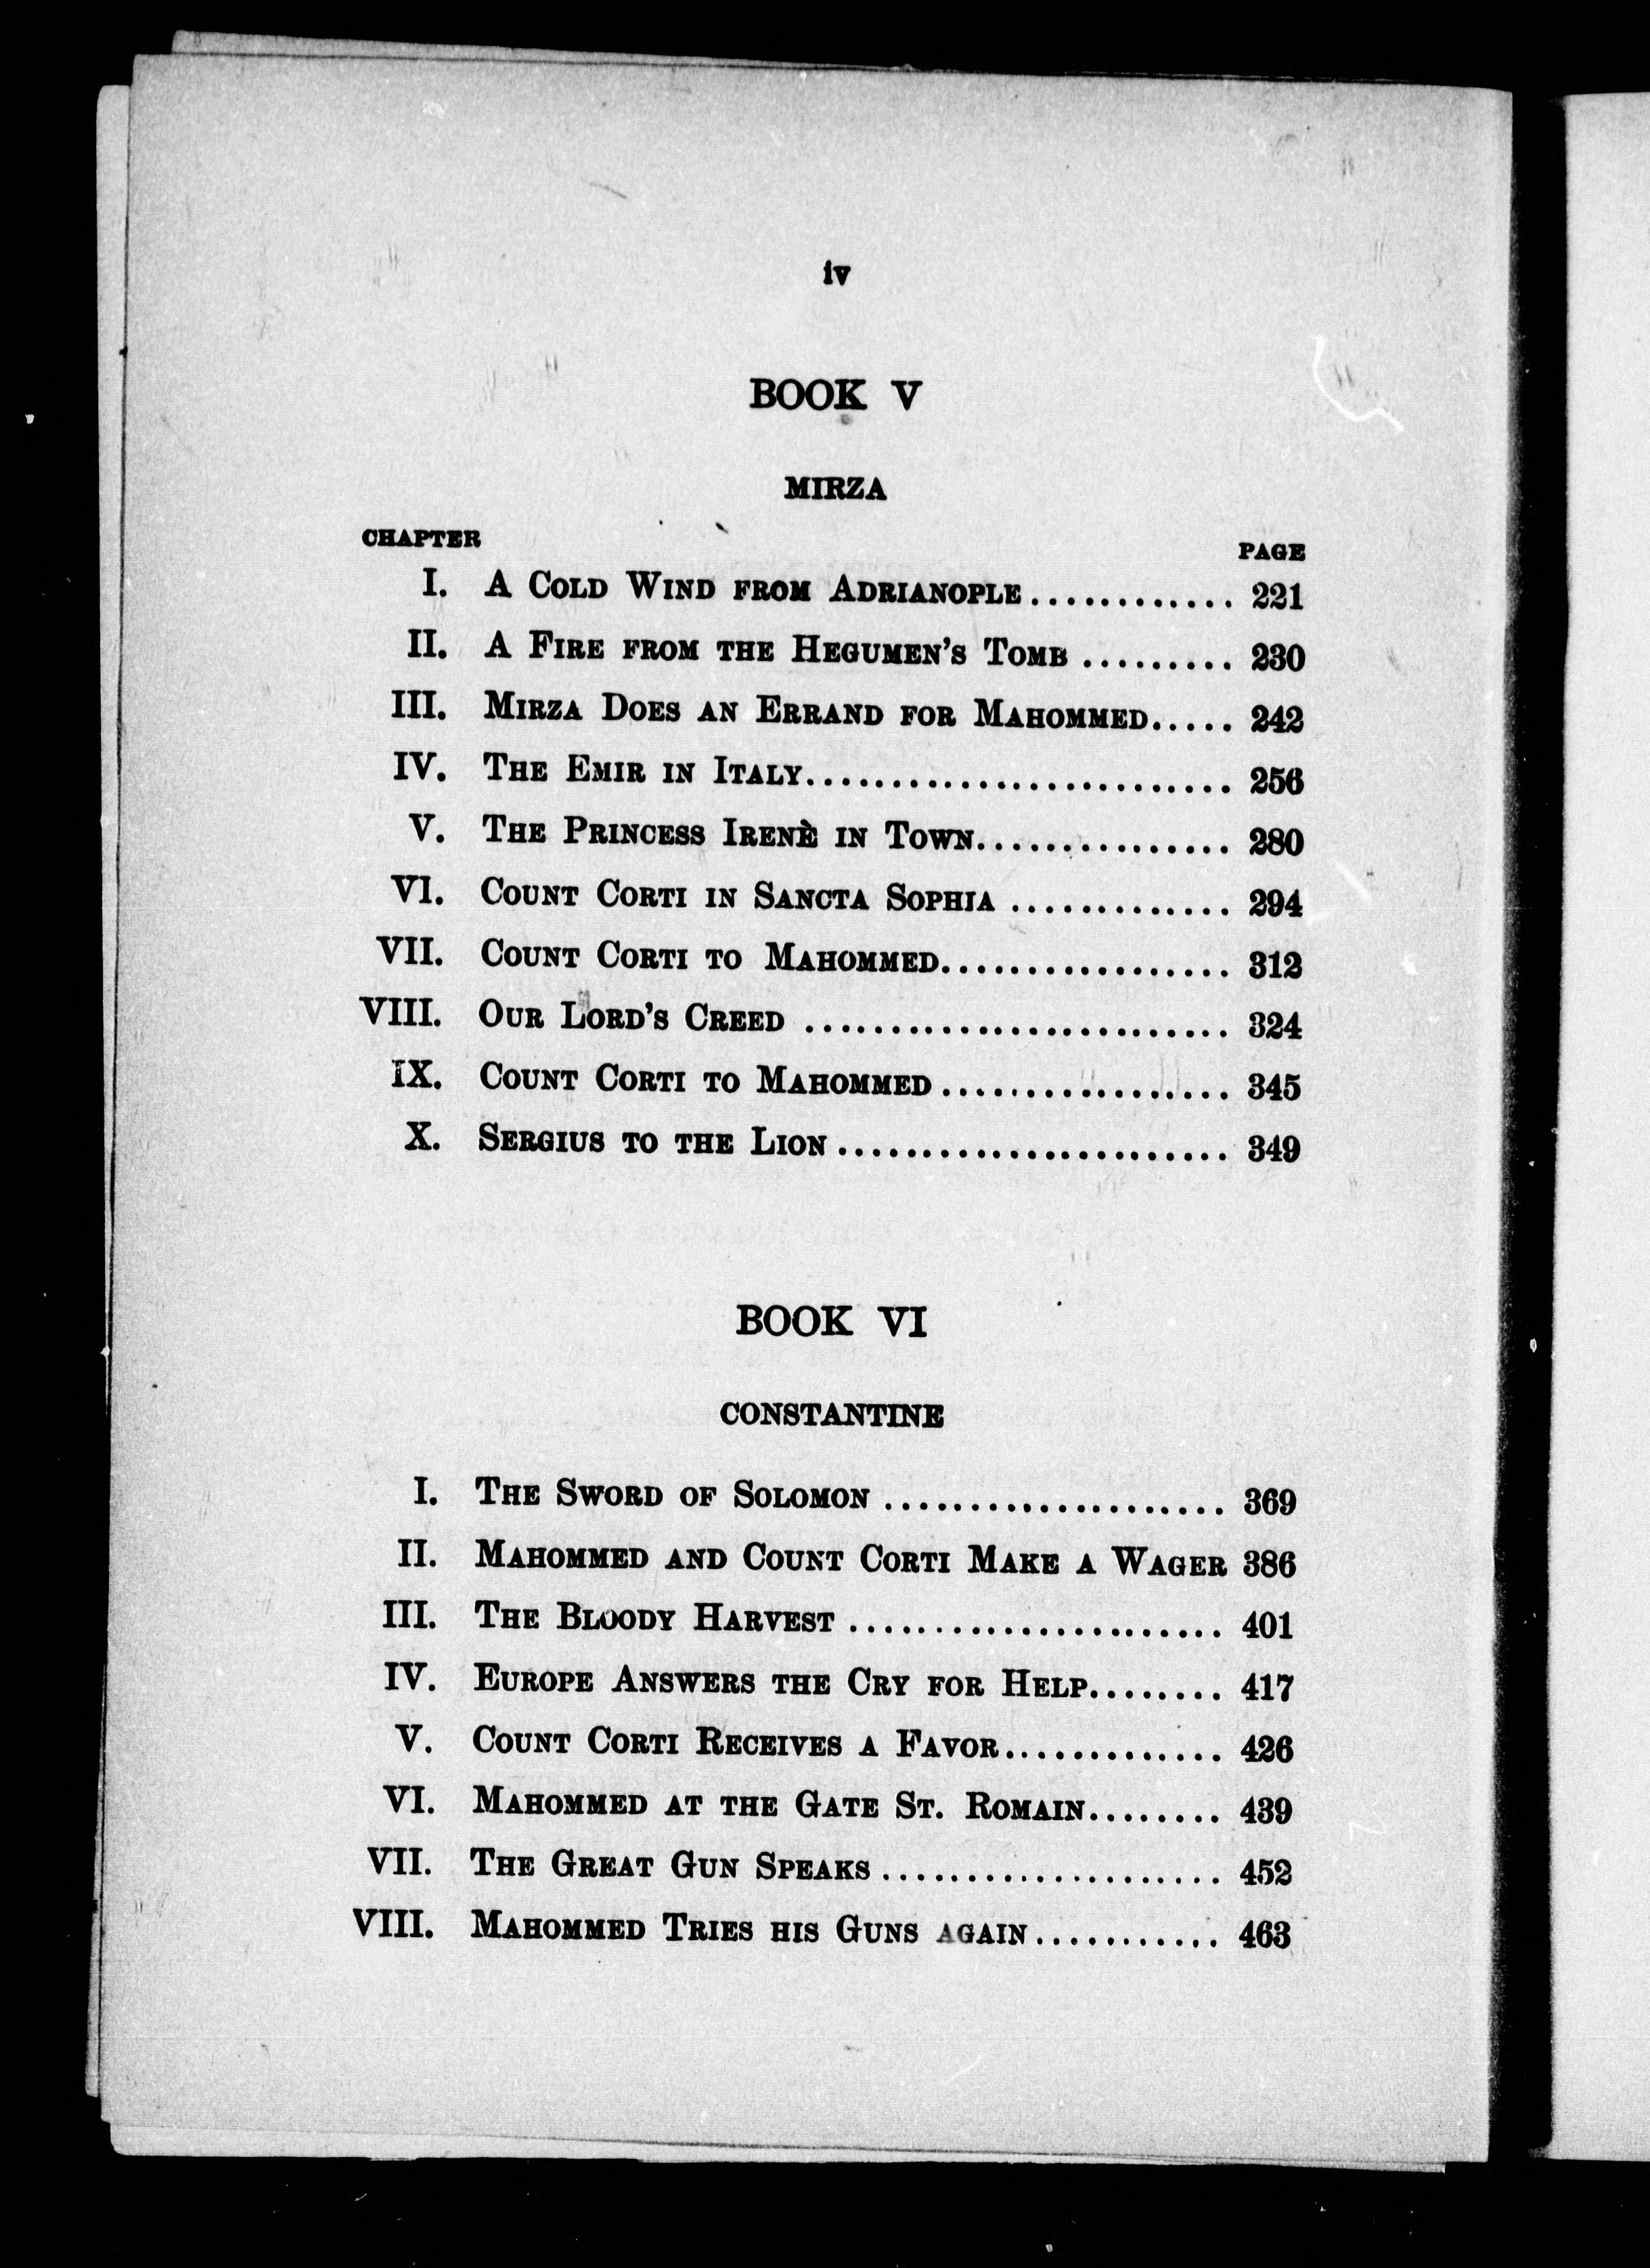 iv
BOOK V
MIRZA
CHAPTER PAGE
I. A Cold Wind from Adrianople............ 221
II. A Fire from the Hegumen's Tomb ......... 230
III. Mirza Does an Errand for Mahommed..... 242
IV. The Emir in Italy......................... 256
V. The Princess Irenè in Town............... 280
VI. Count Corti in Sancta Sophia ............. 294
VII. Count Corti to Mahommed................. 312
VIII. Our Lord's Creed ......................... 324
IX. Count Corti to Mahommed ................. 345
X. Sergius to the Lion ....................... 349
BOOK VI
CONSTANTINE
I. The Sword of Solomon .................... 369
II. Mahommed and Count Corti Make a Wager 386
III. The Bloody Harvest ...................... 401
IV. Europe Answers the Cry for Help........ 417
V. Count Corti Receives a Favor............. 426
VI. Mahommed at the Gate St. Romain........ 439
VII. The Great Gun Speaks .................... 452
VIII. Mahommed Tries his Guns again........... 463